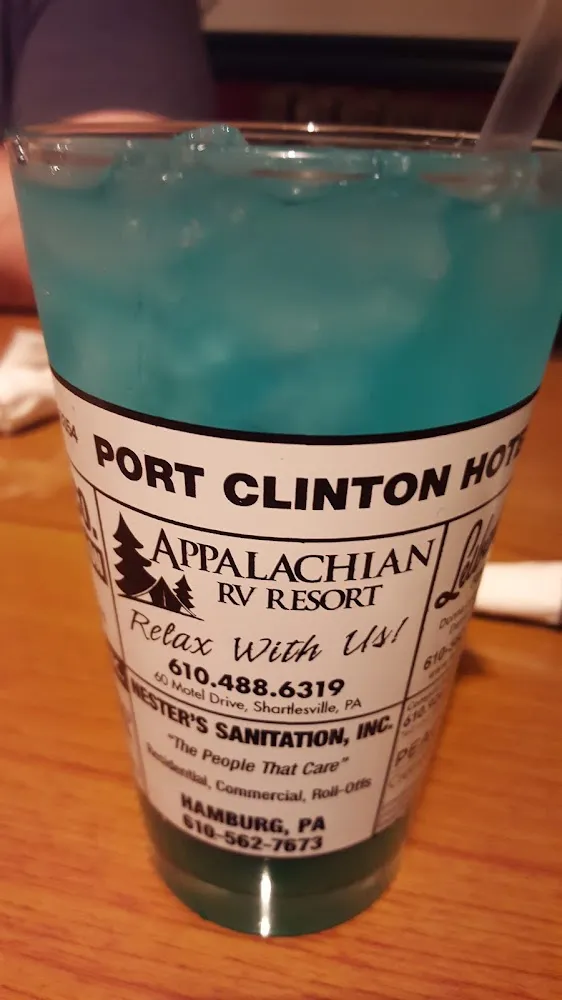 PORT CLINTON HOTE
APPALACHIAN
RV RESORT
Relax With Us!
610.488.6319
60 Motel Drive, Shartlesville, PA
NESTER'S SANITATION, INC.
"The People That Care"
Residential, Commercial, Roll-Offs
HAMBURG, PA
610-562-7673